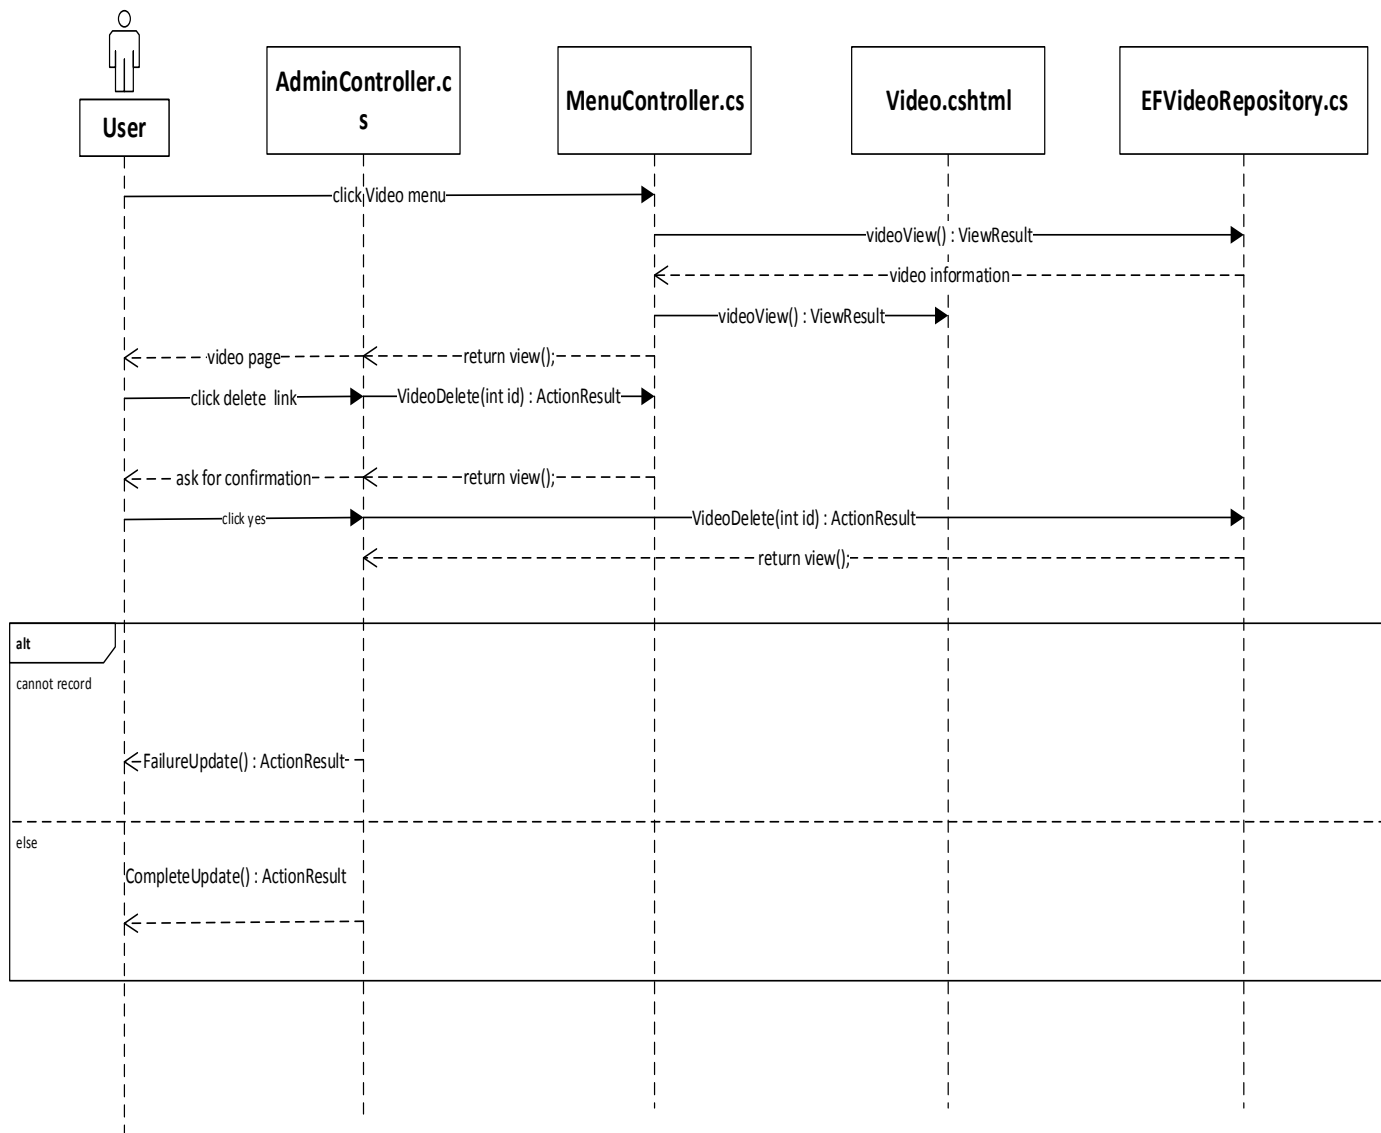 User
AdminController.c
s
MenuController.cs
Video.cshtml
EFVideoRepository.cs
click Video menu
videoView() : ViewResult
video information
videoView() : ViewResult
video page
return view();
click delete link
VideoDelete(int id) : ActionResult
ask for confirmation
return view();
click yes
VideoDelete(int id) : ActionResult
return view();
alt
cannot record
FailureUpdate() : ActionResult
else
CompleteUpdate() : ActionResult